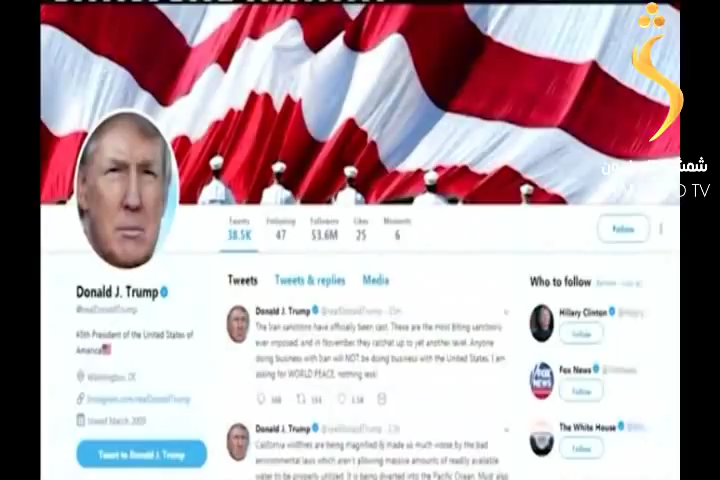 شمشاد
TV
Tweets Following Followers Likes Moments
38.5K 47 53.6M 25 6
Follow
Tweets Tweets & replies Media
Who to follow
Donald J. Trump
@realDonaldTrump
45th President of the United States of
America
Washington, DC
Instagram.com/realDonaldTrump
Joined March 2009
Tweet to Donald J. Trump
Donald J. Trump @realDonaldTrump
The Iran sanctions have officially been cast. These are the most biting sanctions
ever imposed, and in November they ratchet up to yet another level. Anyone
doing business with Iran will NOT be doing business with the United States. I am
asking for WORLD PEACE, nothing less!
Donald J. Trump @realDonaldTrump
California wildfires are being magnified & made so much worse by the bad
environmental laws which aren't allowing massive amounts of readily available
water to be properly utilized. It is being diverted into the Pacific Ocean. Must also
Hillary Clinton
Follow
Fox News
FOX
NEWS
Follow
The White House
Follow